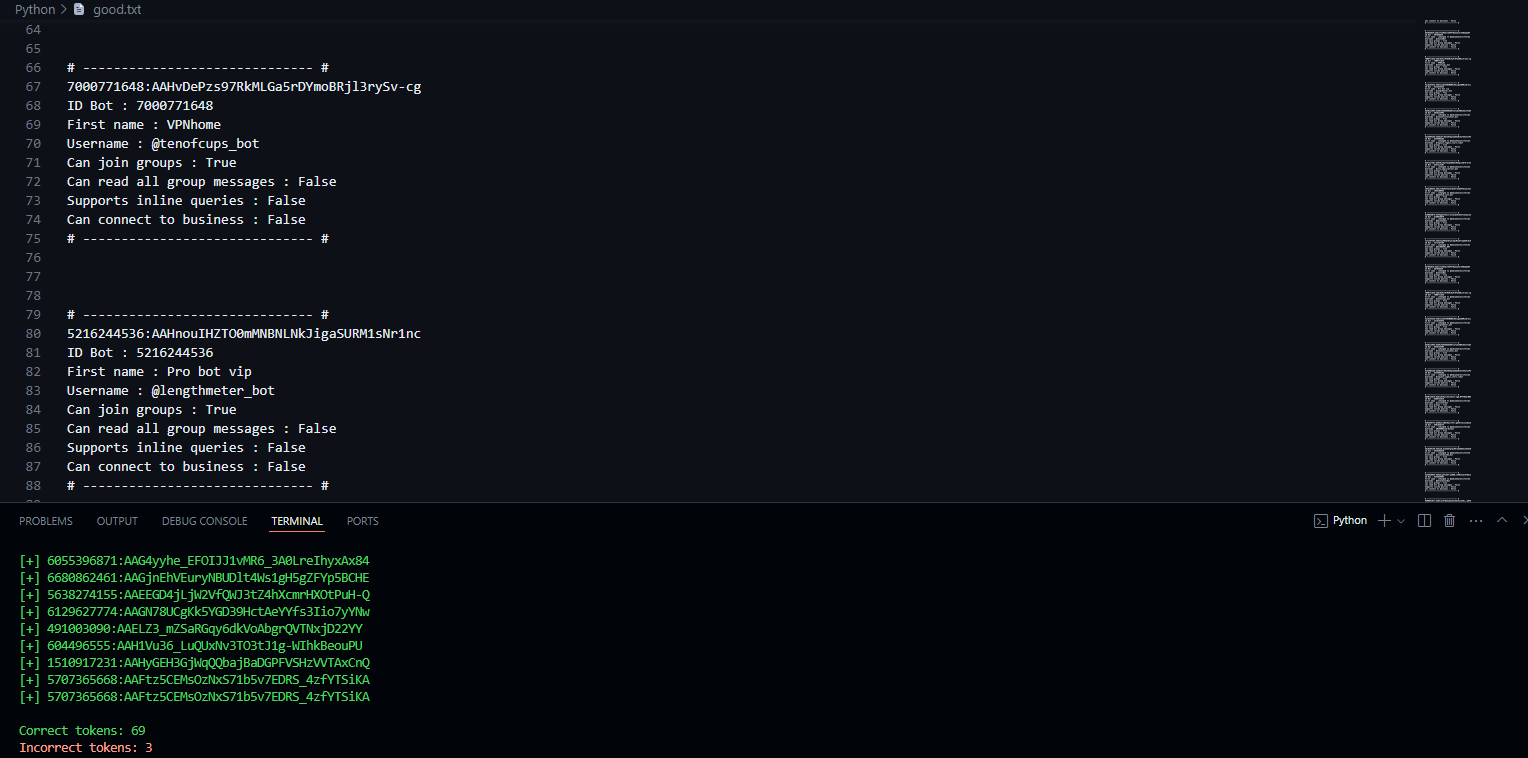 Python > good.txt
64
65
66 # ------------------------------ #
67 7000771648:AAHvDePzs97RkMLGa5rDYmoBRjl3rySv-cg
68 ID Bot : 7000771648
69 First name : VPNhome
70 Username : @tenofcups_bot
71 Can join groups : True
72 Can read all group messages : False
73 Supports inline queries : False
74 Can connect to business : False
75 # ------------------------------ #
76
77
78
79 # ------------------------------ #
80 5216244536:AAHnouIHZTO0mMNBNLNkJigaSURM1sNr1nc
81 ID Bot : 5216244536
82 First name : Pro bot vip
83 Username : @lengthmeter_bot
84 Can join groups : True
85 Can read all group messages : False
86 Supports inline queries : False
87 Can connect to business : False
88 # ------------------------------ #
PROBLEMS OUTPUT DEBUG CONSOLE TERMINAL PORTS Python
[+] 6055396871:AAG4yyhe_EFOIJJ1vMR6_3A0LreIhyxAx84
[+] 6680862461:AAGjnEhVEuryNBUDlt4Ws1gH5gZFYp5BCHE
[+] 5638274155:AAEEGD4jLjW2VfQWJ3tZ4hXcmrHXOtPuH-Q
[+] 6129627774:AAGN78UCgKk5YGD39HctAeYYfs3Iio7yYNw
[+] 491003090:AAELZ3_mZSaRGqy6dkVoAbgrQVTNxjD22YY
[+] 604496555:AAH1Vu36_LuQUxNv3TO3tJ1g-WIhkBeouPU
[+] 1510917231:AAHyGEH3GjWqQQbajBaDGPFVSHzVVTAxCnQ
[+] 5707365668:AAFtz5CEMsOzNxS71b5v7EDRS_4zfYTSiKA
[+] 5707365668:AAFtz5CEMsOzNxS71b5v7EDRS_4zfYTSiKA
Correct tokens: 69
Incorrect tokens: 3